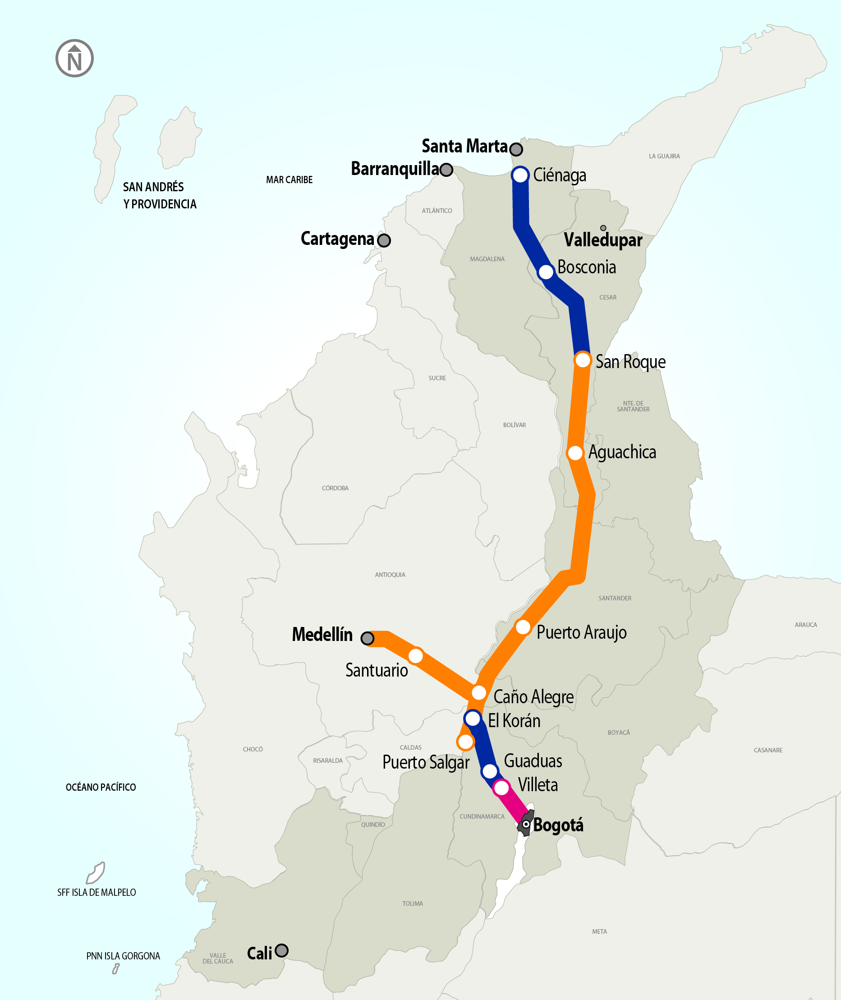 N
Santa Marta
LA GUAJIRA
Barranquilla
Ciénaga
MAR CARIBE
SAN ANDRÉS
Y PROVIDENCIA
ATLÁNTICO
Cartagena
Valledupar
MAGDALENA
Bosconia
CESAR
San Roque
SUCRE
NTE. DE
SANTANDER
BOLÍVAR
Aguachica
CÓRDOBA
ANTIOQUIA
SANTANDER
ARAUCA
Medellín
Puerto Araujo
Santuario
Caño Alegre
El Korán
BOYACÁ
CHOCÓ
CALDAS
CASANARE
RISARALDA
Puerto Salgar
Guaduas
Villeta
OCÉANO PACÍFICO
CUNDINAMARCA
QUINDÍO
Bogotá
SFF ISLA DE MALPELO
TOLIMA
META
Cali
PNN ISLA GORGONA
VALLE
DEL CAUCA